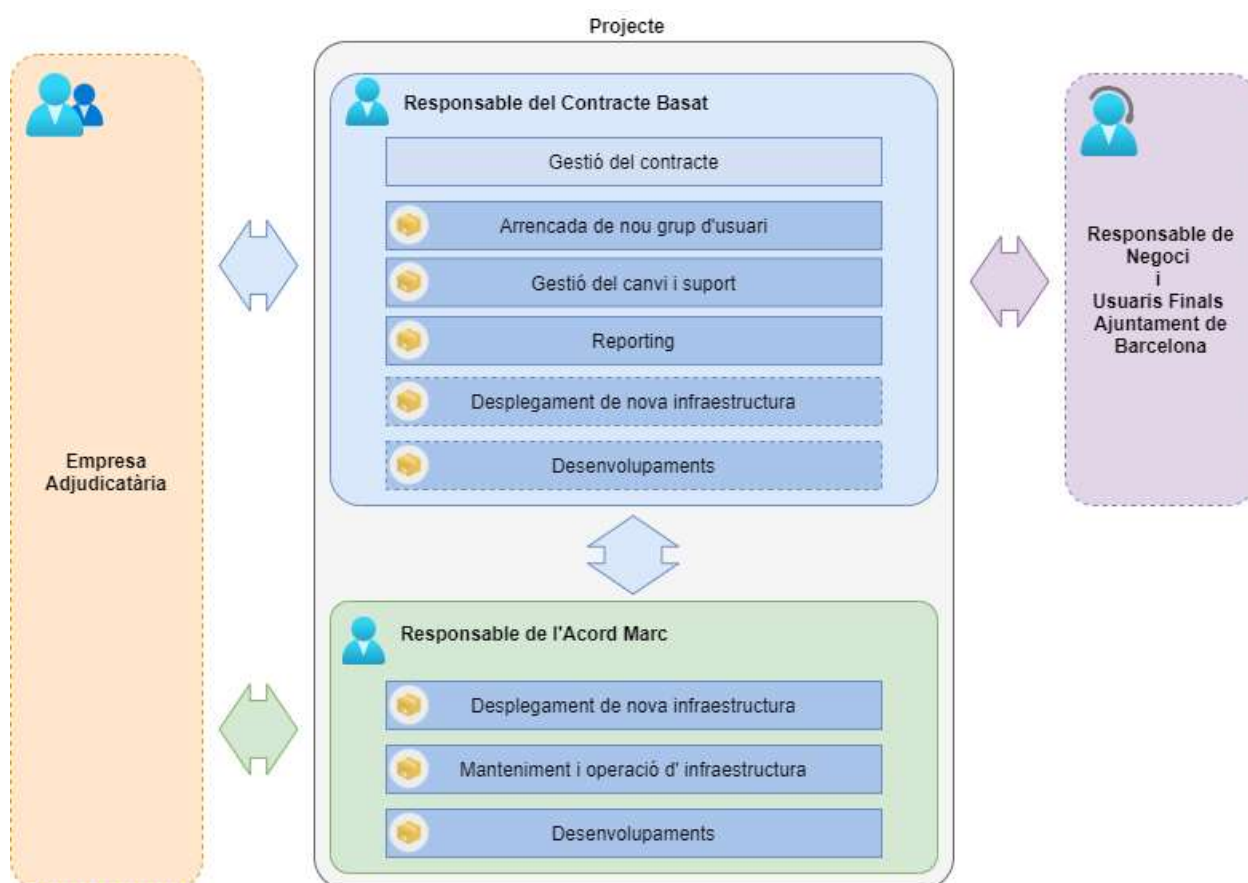 Projecte
Responsable del Contracte Basat
Gestió del contracte
Arrencada de nou grup d'usuari
Gestió del canvi i suport
Reporting
Desplegament de nova infraestructura
Desenvolupaments
Empresa
Adjudicatària
Responsable de
Negoci
i
Usuaris Finals
Ajuntament de
Barcelona
Responsable de l'Acord Marc
Desplegament de nova infraestructura
Manteniment i operació d' infraestructura
Desenvolupaments